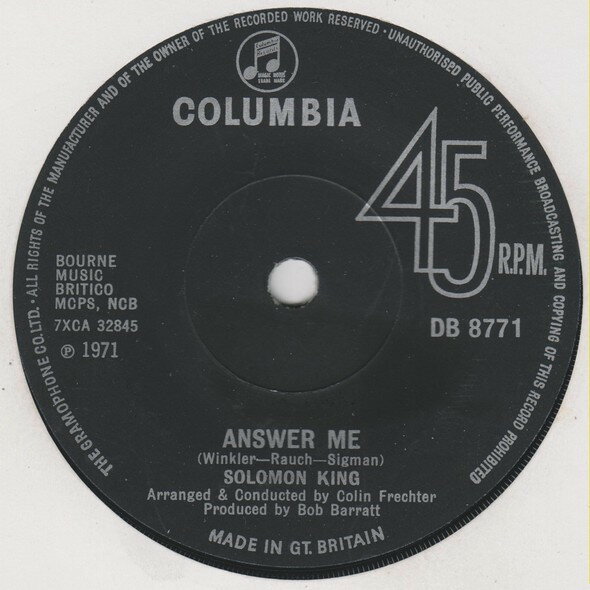 THE GRAMOPHONE CO. LTD. · ALL RIGHTS OF THE MANUFACTURER AND OF THE OWNER OF THE RECORDED WORK RESERVED · UNAUTHORISED PUBLIC PERFORMANCE BROADCASTING AND COPYING OF THIS RECORD PROHIBITED
COLUMBIA
45
R.P.M.
BOURNE
MUSIC
BRITICO
MCPS, NCB
7XCA 32845
℗ 1971
DB 8771
ANSWER ME
(Winkler—Rauch—Sigman)
SOLOMON KING
Arranged & Conducted by Colin Frechter
Produced by Bob Barratt
MADE IN GT. BRITAIN